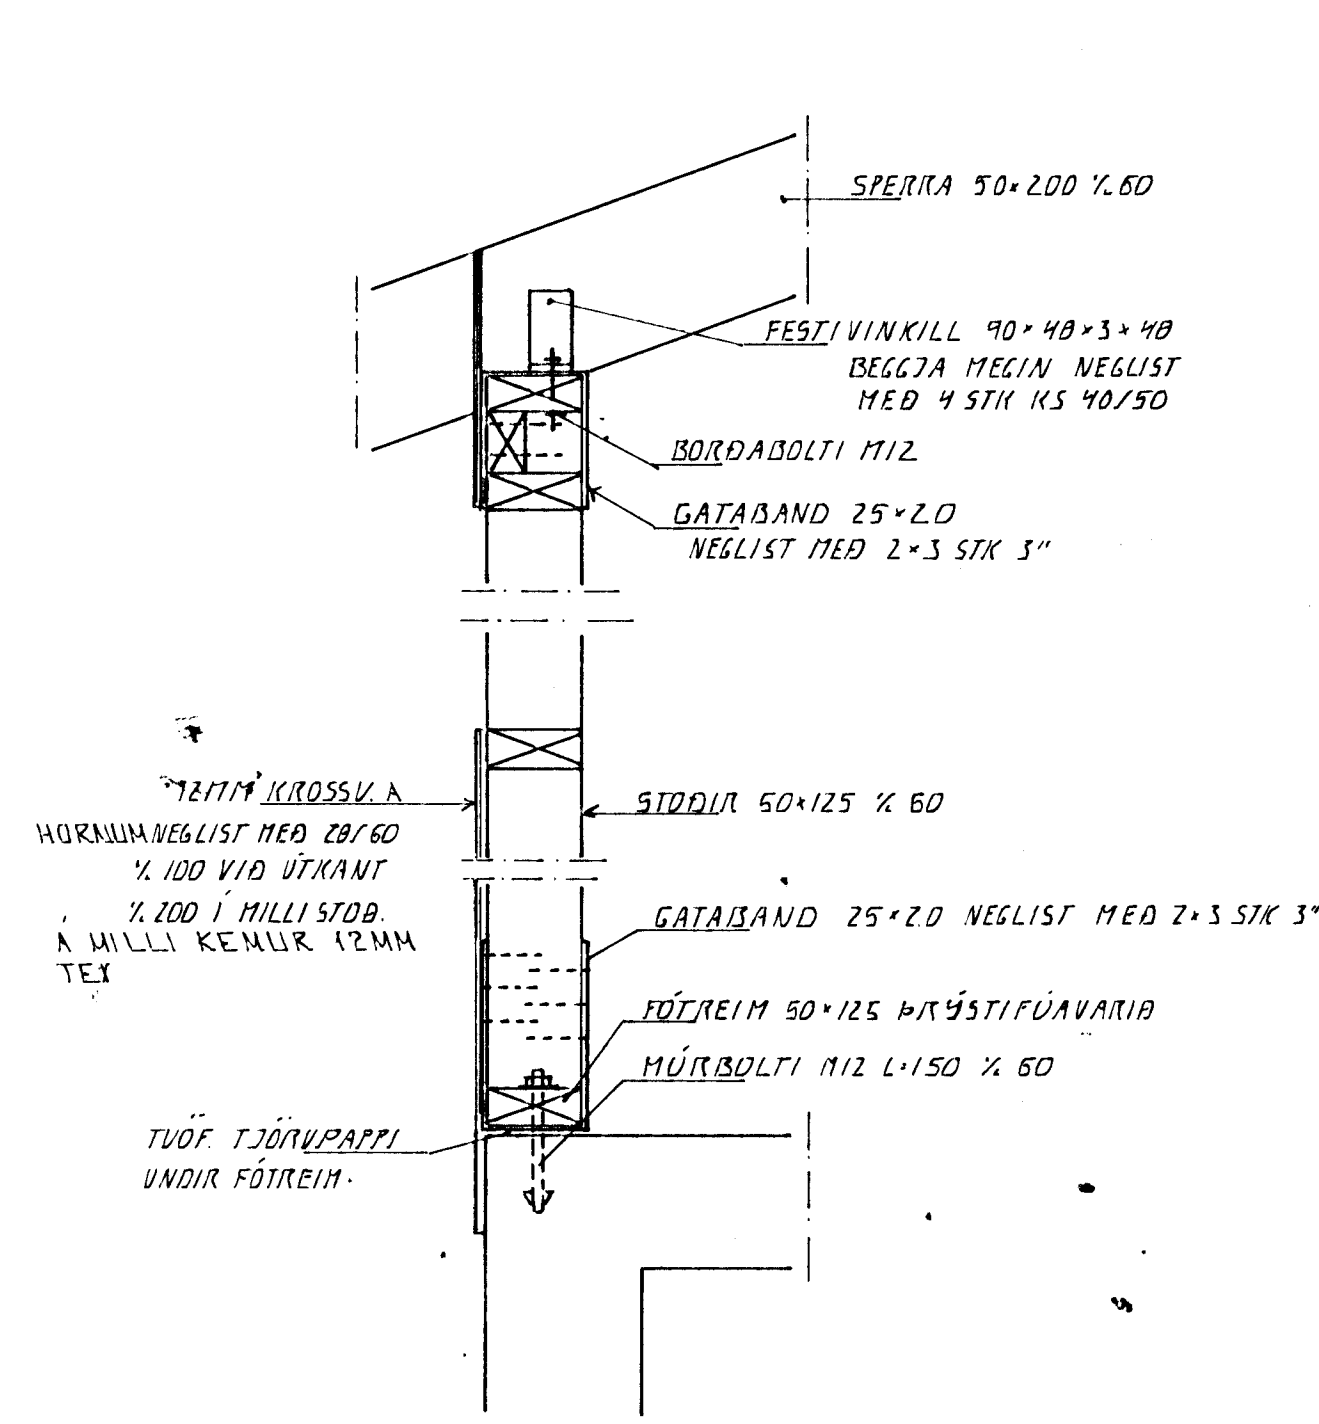 SPERRA 50×200 ٪ 60
FESTIVINKILL 90×48×3×48
BEGGJA MEGIN NEGLIST
MEÐ 4 STK KS 40/50
BORÐABOLTI M12
GATABAND 25×2.0
NEGLIST MEÐ 2×3 STK 3"
12MM KROSSV. A
HORNUM NEGLIST MEÐ 28/60
٪ 100 VIÐ ÚTKANT
٪ 200 Í MILLISTOÐ.
Á MILLI KEMUR 12MM
TEX
STOÐIR 50×125 ٪ 60
GATABAND 25×2.0 NEGLIST MEÐ 2×3 STK 3"
FÓTREIM 50×125 ÞRÝSTIFÚAVARIÐ
MÚRBOLTI M12 L=150 ٪ 60
TVÖF. TJÖRUPAPPI
UNDIR FÓTREIM.